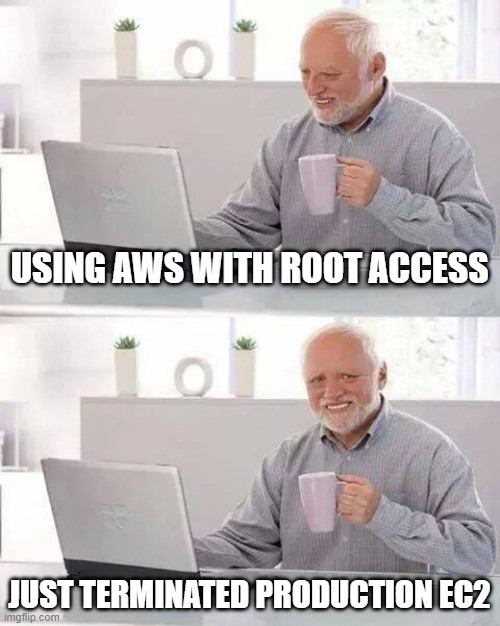 USING AWS WITH ROOT ACCESS
JUST TERMINATED PRODUCTION EC2
imgflip.com